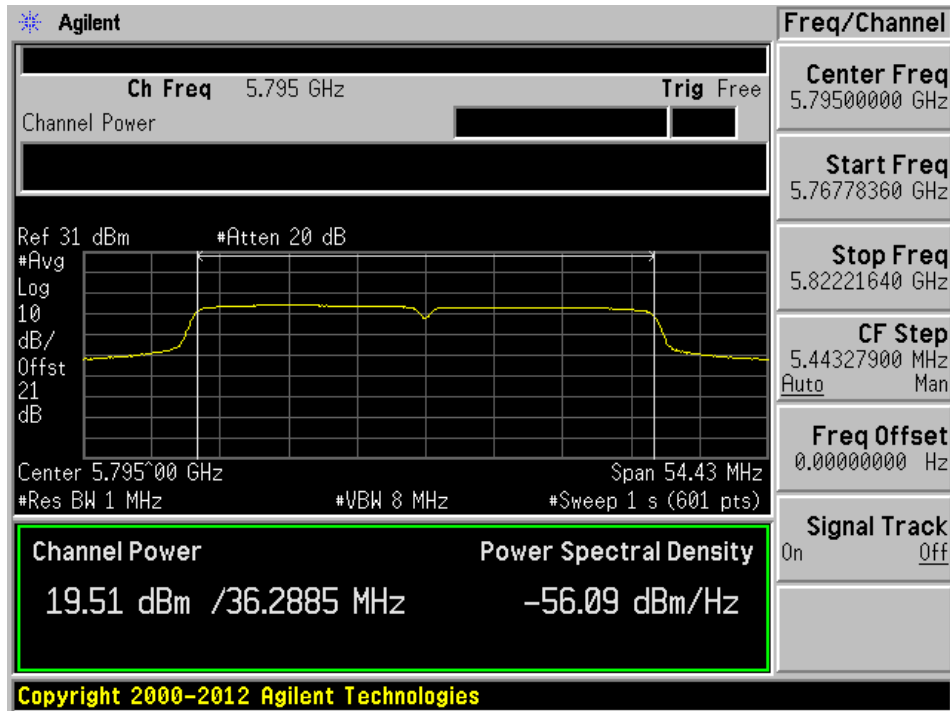 Agilent
Ch Freq 5.795 GHz Trig Free
Channel Power
Ref 31 dBm #Atten 20 dB
#Avg
Log
10
dB/
Offst
21
dB
Center 5.795^00 GHz Span 54.43 MHz
#Res BW 1 MHz #VBW 8 MHz #Sweep 1 s (601 pts)
Channel Power Power Spectral Density
19.51 dBm /36.2885 MHz -56.09 dBm/Hz
Copyright 2000-2012 Agilent Technologies
Freq/Channel
Center Freq
5.79500000 GHz
Start Freq
5.76778360 GHz
Stop Freq
5.82221640 GHz
CF Step
5.44327900 MHz
Auto Man
Freq Offset
0.00000000 Hz
Signal Track
On Off